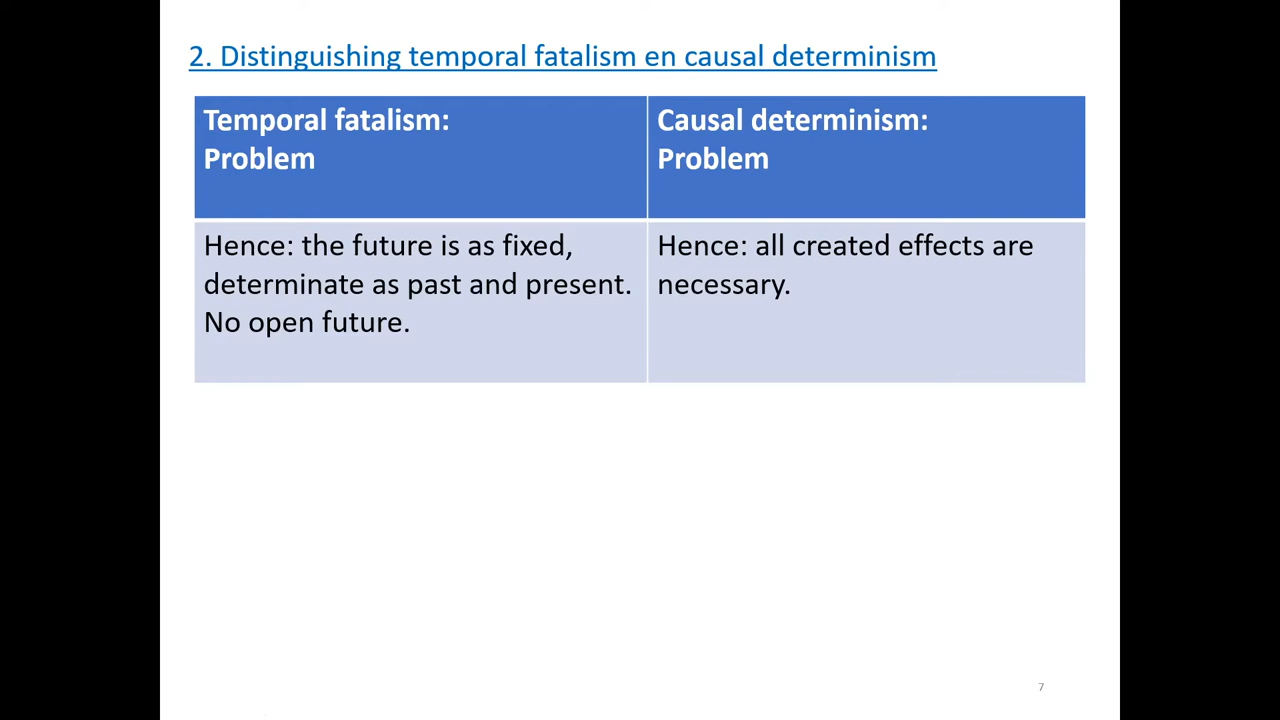 2. Distinguishing temporal fatalism en causal determinism
Temporal fatalism:
Problem
Causal determinism:
Problem
Hence: the future is as fixed,
determinate as past and present.
No open future.
Hence: all created effects are
necessary.
7